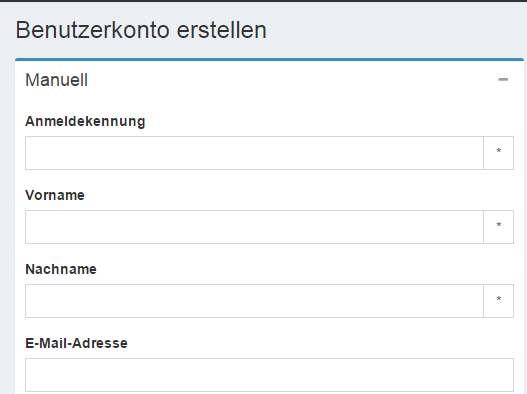 Benutzerkonto erstellen
Manuell
Anmeldekennung
*
Vorname
*
Nachname
*
E-Mail-Adresse